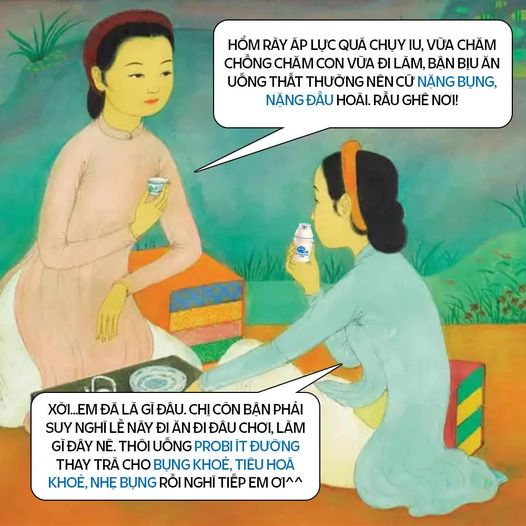 HỔM RÀY ÁP LỰC QUÁ CHỤY IU, VỪA CHĂM
CHỒNG CHĂM CON VỪA ĐI LÀM, BẬN BỊU ĂN
UỐNG THẤT THƯỜNG NÊN CỨ NẶNG BỤNG,
NẶNG ĐẦU HOÀI. RẦU GHÊ NƠI!
XỜI...EM ĐÃ LÀ GÌ ĐÂU. CHỊ CÒN BẬN PHẢI
SUY NGHĨ LỄ NÀY ĐI ĂN ĐI ĐÂU CHƠI, LÀM
GÌ ĐÂY NÈ. THÔI UỐNG PROBI ÍT ĐƯỜNG
THAY TRÀ CHO BỤNG KHOẺ, TIÊU HOÁ
KHOẺ, NHẸ BỤNG RỒI NGHĨ TIẾP EM ƠI^^